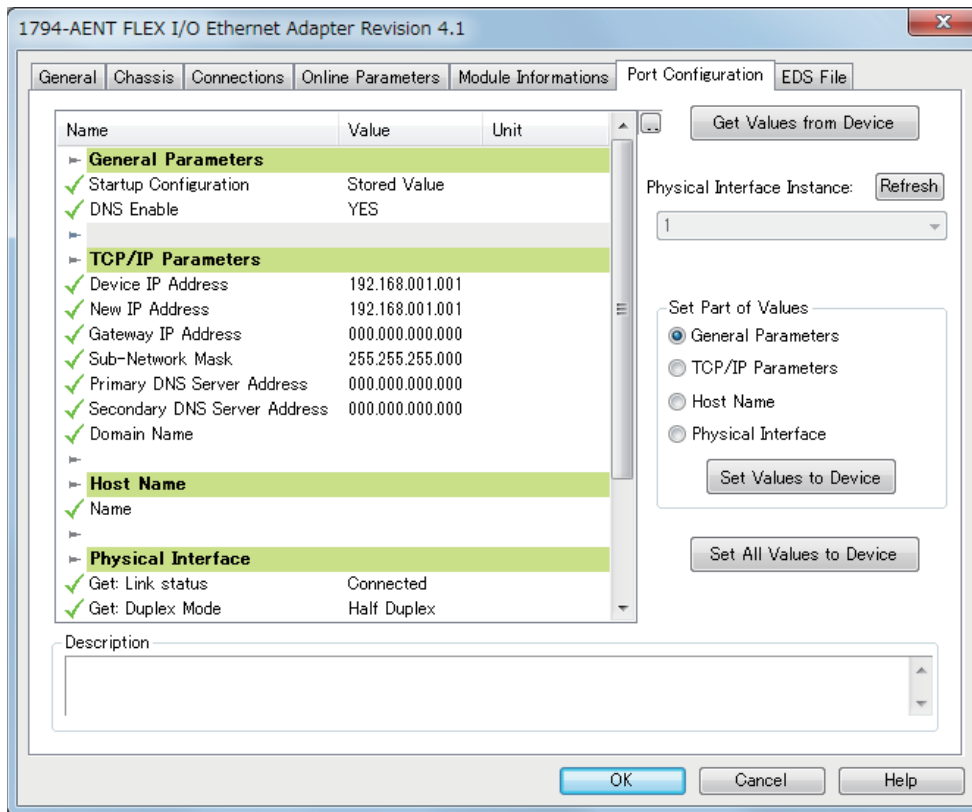 1794-AENT FLEX I/O Ethernet Adapter Revision 4.1
General Chassis Connections Online Parameters Module Informations Port Configuration EDS File
Name Value Unit
..
Get Values from Device
General Parameters
Startup Configuration Stored Value
DNS Enable YES
Physical Interface Instance: Refresh
1
TCP/IP Parameters
Device IP Address 192.168.001.001
New IP Address 192.168.001.001
Gateway IP Address 000.000.000.000
Sub-Network Mask 255.255.255.000
Primary DNS Server Address 000.000.000.000
Secondary DNS Server Address 000.000.000.000
Domain Name
Host Name
Name
Physical Interface
Get: Link status Connected
Get: Duplex Mode Half Duplex
Set Part of Values
General Parameters
TCP/IP Parameters
Host Name
Physical Interface
Set Values to Device
Set All Values to Device
Description
OK Cancel Help